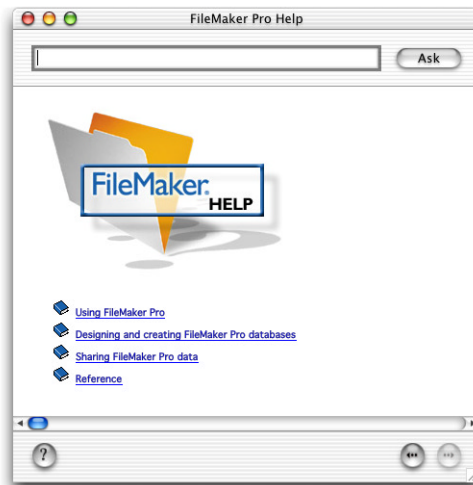 FileMaker Pro Help
Ask
FileMaker.
HELP
Using FileMaker Pro
Designing and creating FileMaker Pro databases
Sharing FileMaker Pro data
Reference
?